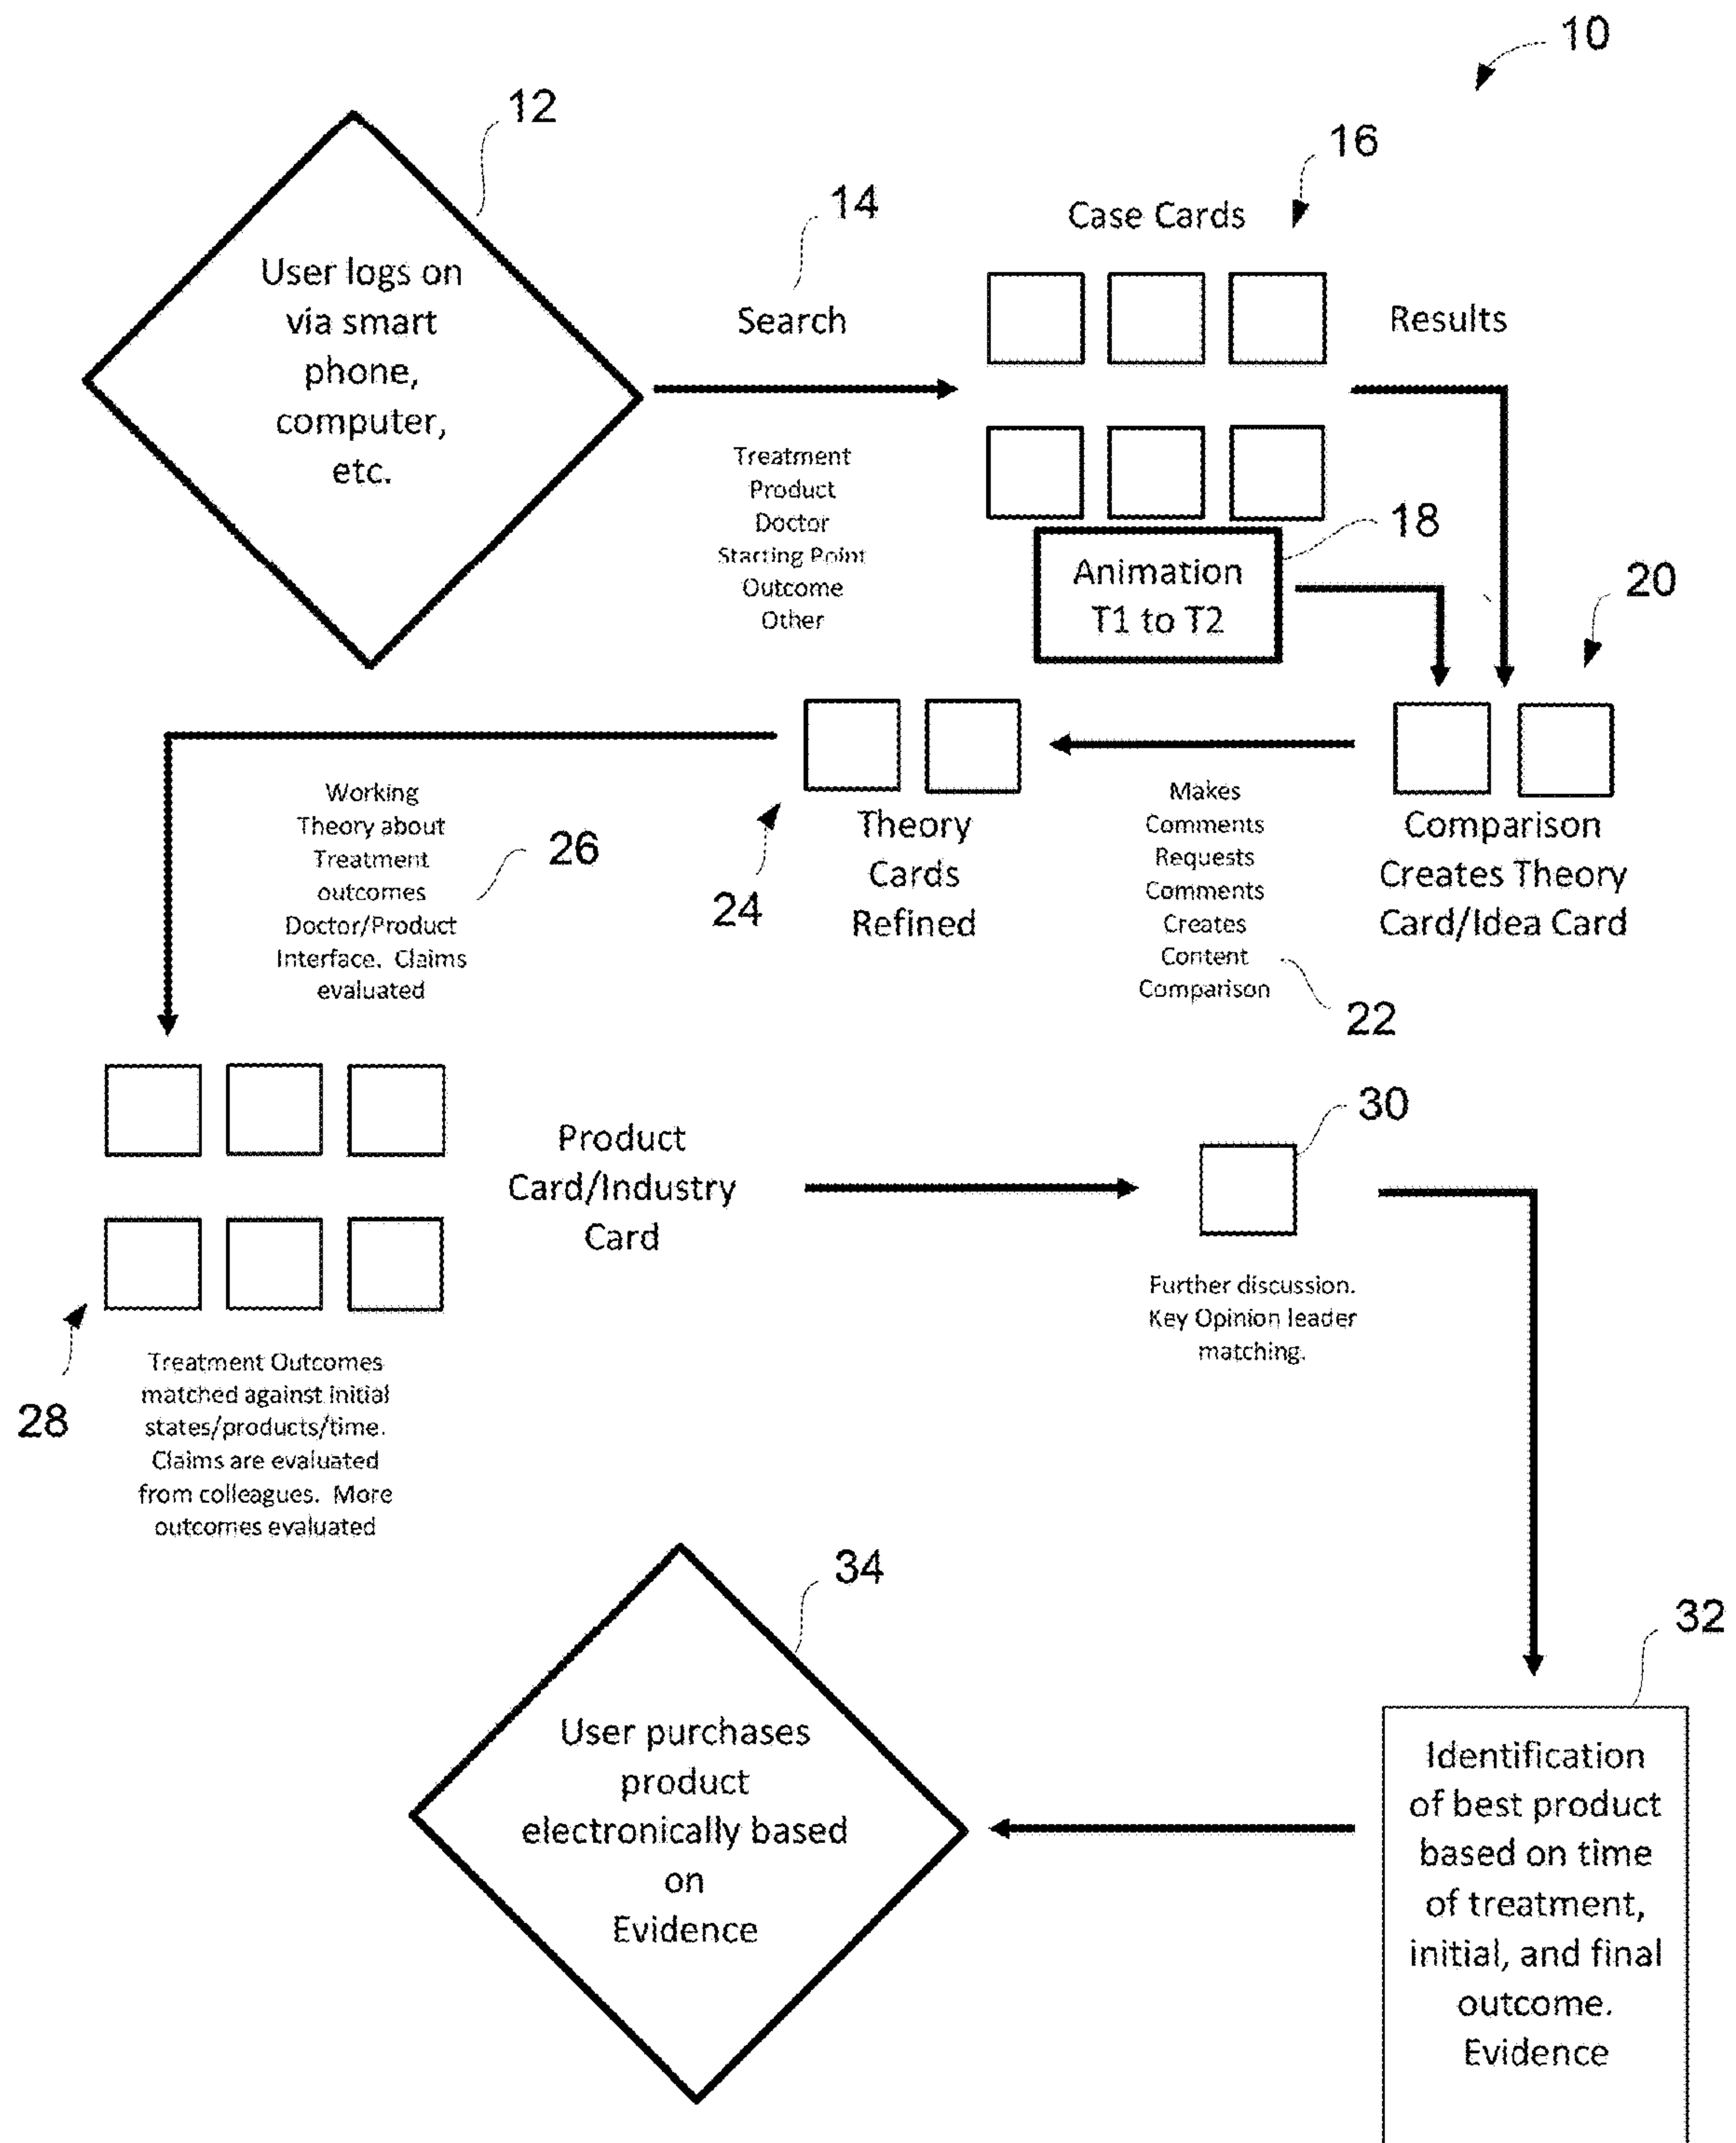 10
12
User logs on
via smart
phone,
computer,
etc.
14
Search
Treatment
Product
Doctor
Starting Point
Outcome
Other
16
Case Cards
Results
18
Animation
T1 to T2
20
Comparison
Creates Theory
Card/Idea Card
Makes
Comments
Requests
Comments
Creates
Content
Comparison
22
Theory
Cards
Refined
24
Working
Theory about
Treatment
outcomes
Doctor/Product
Interface. Claims
evaluated
26
28
Treatment Outcomes
matched against initial
states/products/time.
Claims are evaluated
from colleagues. More
outcomes evaluated
Product
Card/Industry
Card
30
Further discussion.
Key Opinion leader
matching.
32
Identification
of best product
based on time
of treatment,
initial, and final
outcome.
Evidence
34
User purchases
product
electronically based
on
Evidence